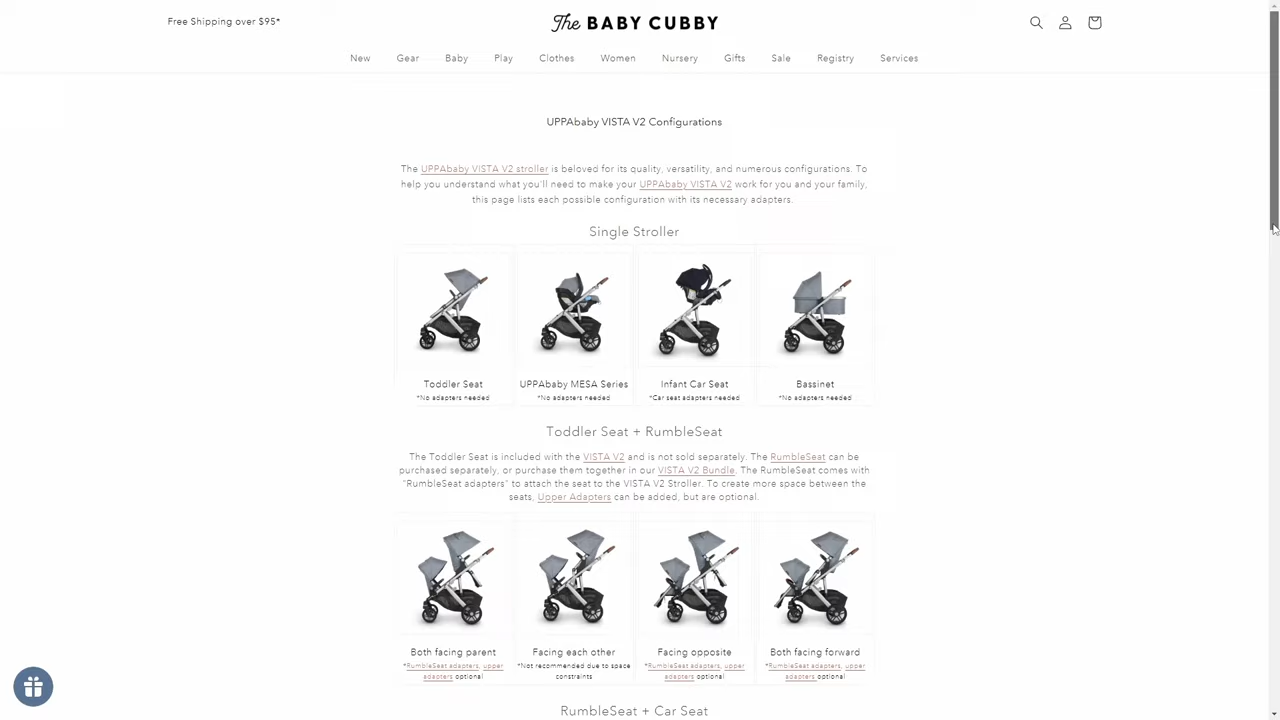 Free Shipping over $95*
The BABY CUBBY
New Gear Baby Play Clothes Women Nursery Gifts Sale Registry Services
UPPAbaby VISTA V2 Configurations
The UPPAbaby VISTA V2 stroller is beloved for its quality, versatility, and numerous configurations. To
help you understand what you'll need to make your UPPAbaby VISTA V2 work for you and your family,
this page lists each possible configuration with its necessary adapters.
Single Stroller
Toddler Seat
*No adapters needed
UPPAbaby MESA Series
*No adapters needed
Infant Car Seat
*Car seat adapters needed
Bassinet
*No adapters needed
Toddler Seat + RumbleSeat
The Toddler Seat is included with the VISTA V2 and is not sold separately. The RumbleSeat can be
purchased separately, or purchase them together in our VISTA V2 Bundle. The RumbleSeat comes with
"RumbleSeat adapters" to attach the seat to the VISTA V2 Stroller. To create more space between the
seats, Upper Adapters can be added, but are optional.
Both facing parent
*RumbleSeat adapters, upper
adapters optional
Facing each other
*Not recommended due to space
constraints
Facing opposite
*RumbleSeat adapters, upper
adapters optional
Both facing forward
*RumbleSeat adapters, upper
adapters optional
RumbleSeat + Car Seat